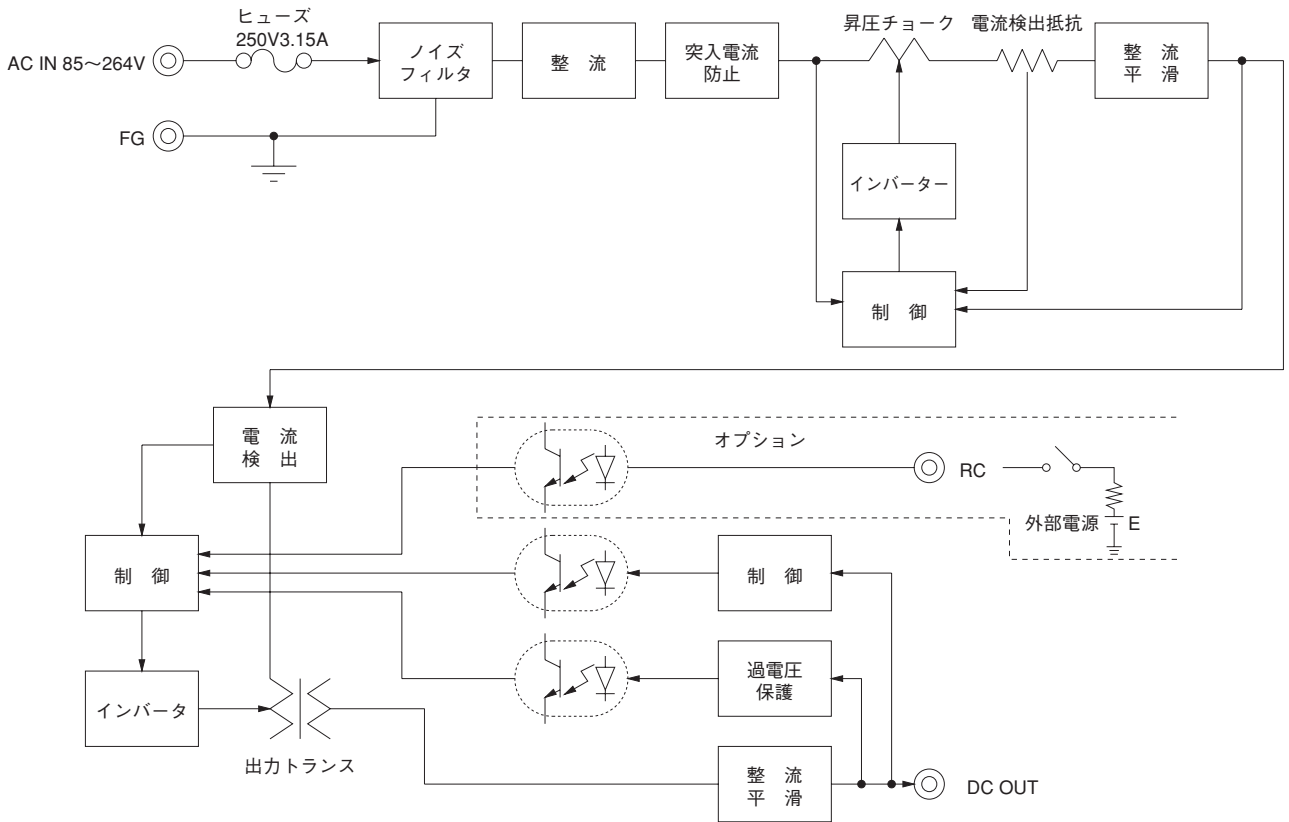 ヒューズ
250V3.15A
AC IN 85～264V
FG
ノイズ
フィルタ
整 流
突入電流
防止
昇圧チョーク 電流検出抵抗
整 流
平 滑
インバーター
制 御
電 流
検 出
オプション
RC
外部電源 E
制 御
制 御
過電圧
保護
インバータ
出力トランス
整 流
平 滑
DC OUT